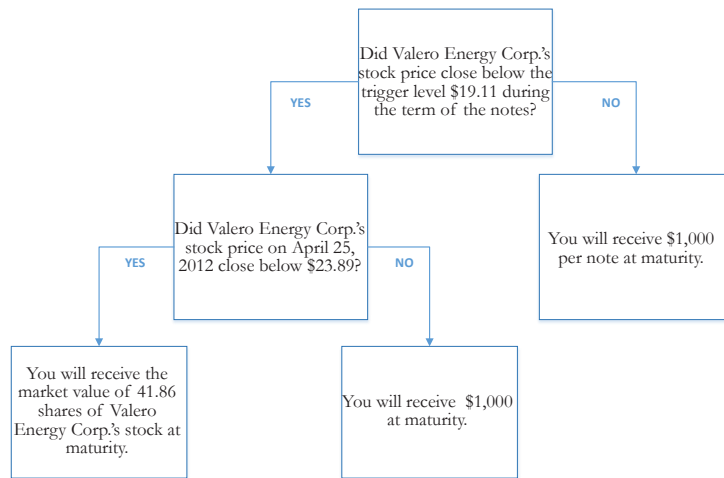 Did Valero Energy Corp.'s
stock price close below the
trigger level $19.11 during
the term of the notes?
YES
NO
Did Valero Energy Corp.'s
stock price on April 25,
2012 close below $23.89?
You will receive $1,000
per note at maturity.
YES
NO
You will receive the
market value of 41.86
shares of Valero
Energy Corp.'s stock at
maturity.
You will receive $1,000
at maturity.